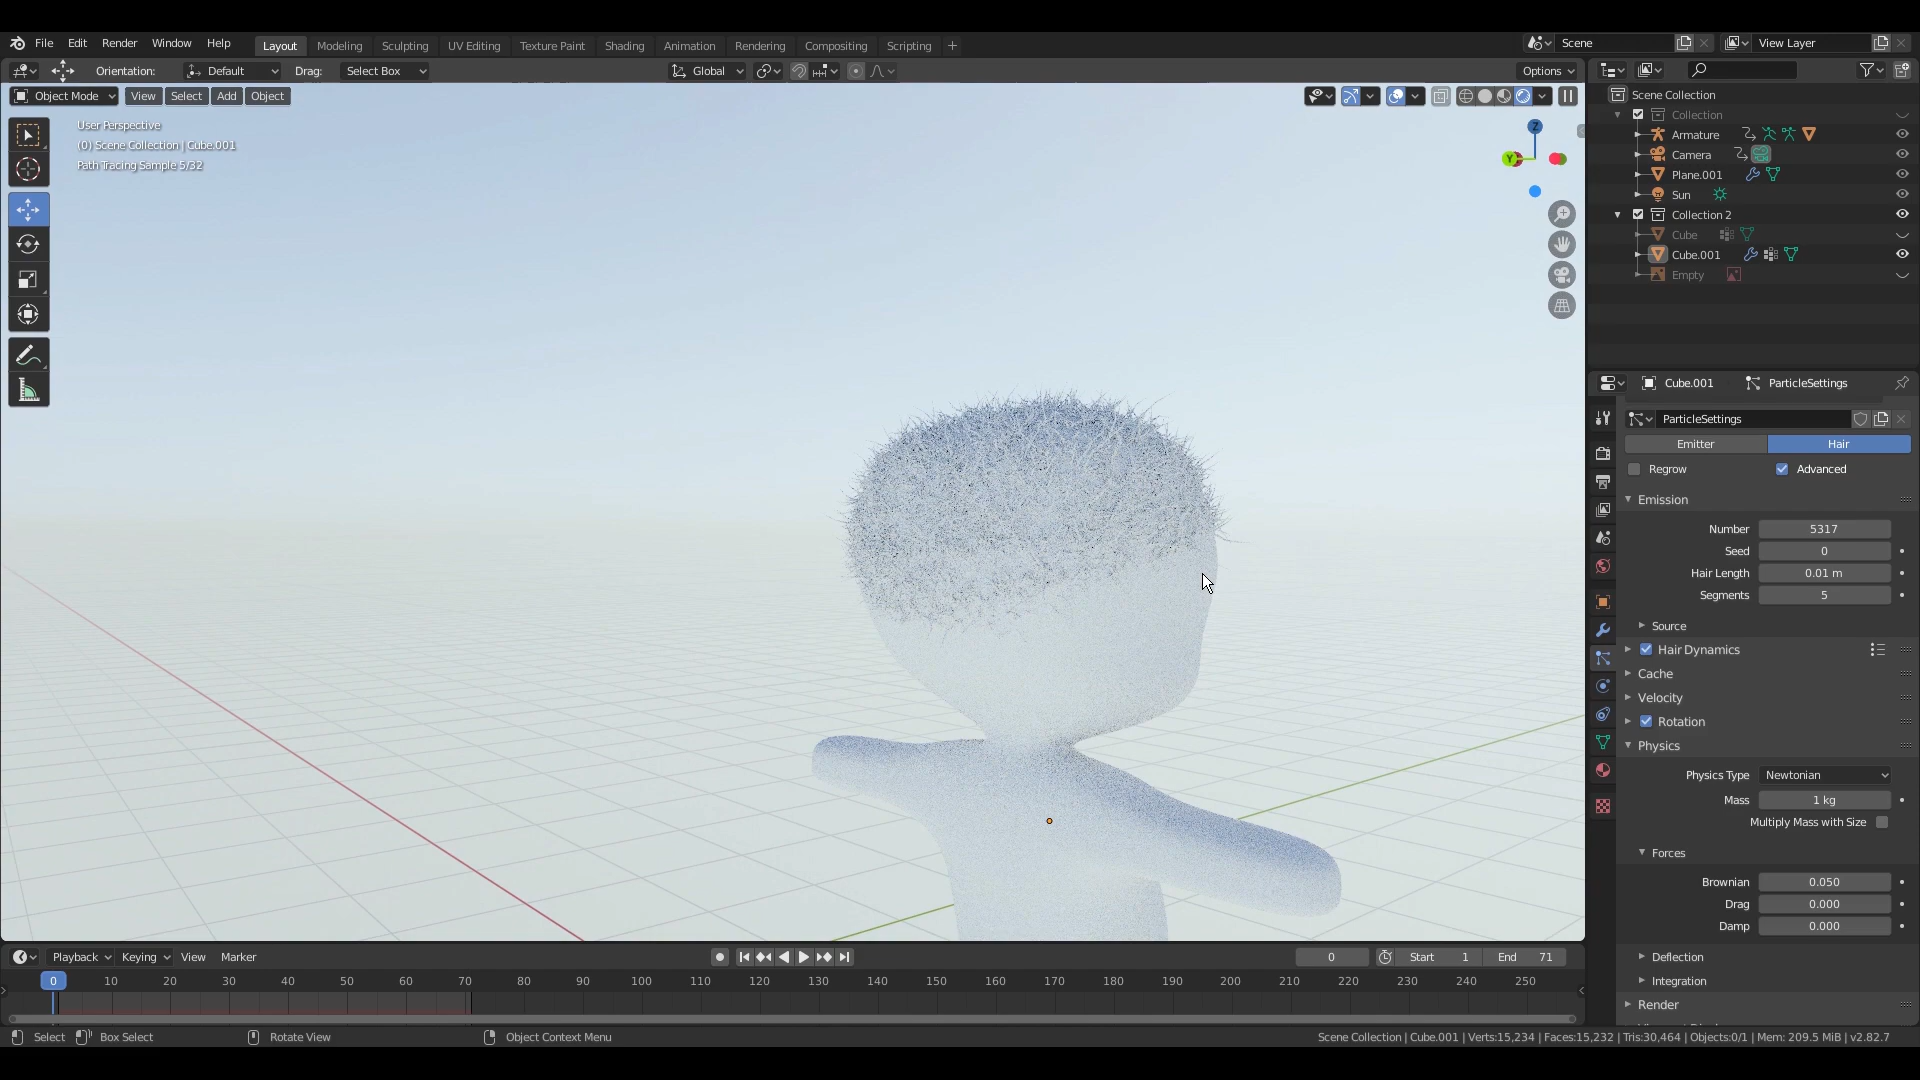 File Edit Render Window Help Layout Modeling Sculpting UV Editing Texture Paint Shading Animation Rendering Compositing Scripting + Scene View Layer
Orientation: Default Drag: Select Box Global Options
Object Mode View Select Add Object
User Perspective
(0) Scene Collection | Cube.001
Path Tracing Sample 5/32
Z
Y
Scene Collection
Collection
Armature
Camera
Plane.001
Sun
Collection 2
Cube
Cube.001
Empty
Cube.001 ParticleSettings
ParticleSettings
Emitter Hair
Regrow Advanced
Emission
Number 5317
Seed 0
Hair Length 0.01 m
Segments 5
Source
Hair Dynamics
Cache
Velocity
Rotation
Physics
Physics Type Newtonian
Mass 1 kg
Multiply Mass with Size
Forces
Brownian 0.050
Drag 0.000
Damp 0.000
Deflection
Integration
Render
Playback Keying View Marker 0 Start 1 End 71
0 10 20 30 40 50 60 70 80 90 100 110 120 130 140 150 160 170 180 190 200 210 220 230 240 250
Select Box Select Rotate View Object Context Menu Scene Collection | Cube.001 | Verts:15,234 | Faces:15,232 | Tris:30,464 | Objects:0/1 | Mem: 209.5 MiB | v2.82.7